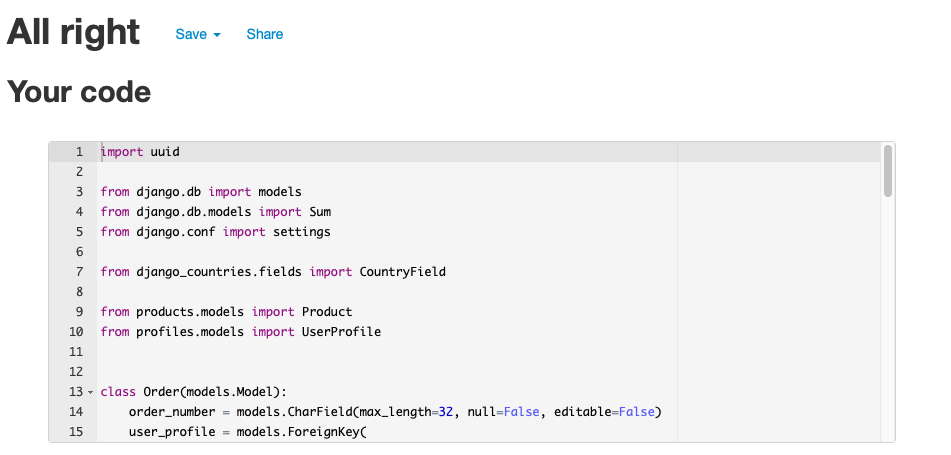 All right Save Share
Your code
1 import uuid
2
3 from django.db import models
4 from django.db.models import Sum
5 from django.conf import settings
6
7 from django_countries.fields import CountryField
8
9 from products.models import Product
10 from profiles.models import UserProfile
11
12
13 class Order(models.Model):
14     order_number = models.CharField(max_length=32, null=False, editable=False)
15     user_profile = models.ForeignKey(